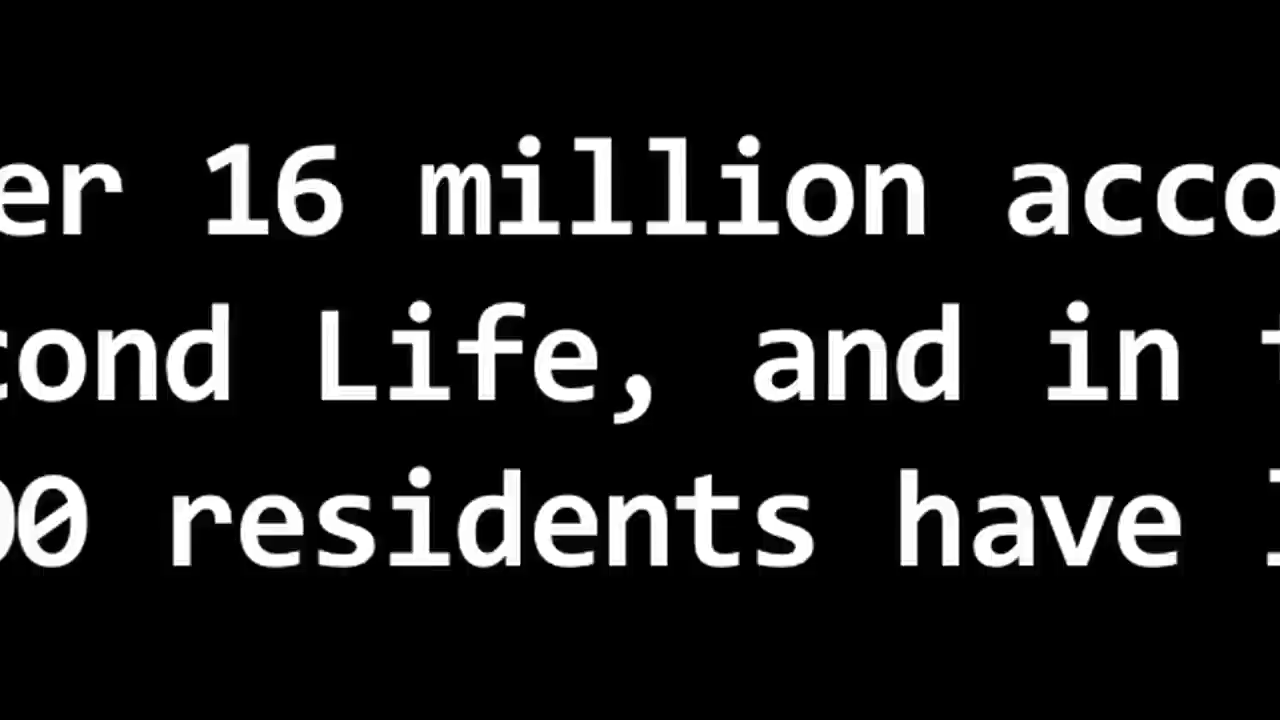 er 16 million acco
cond Life, and in
00 residents have